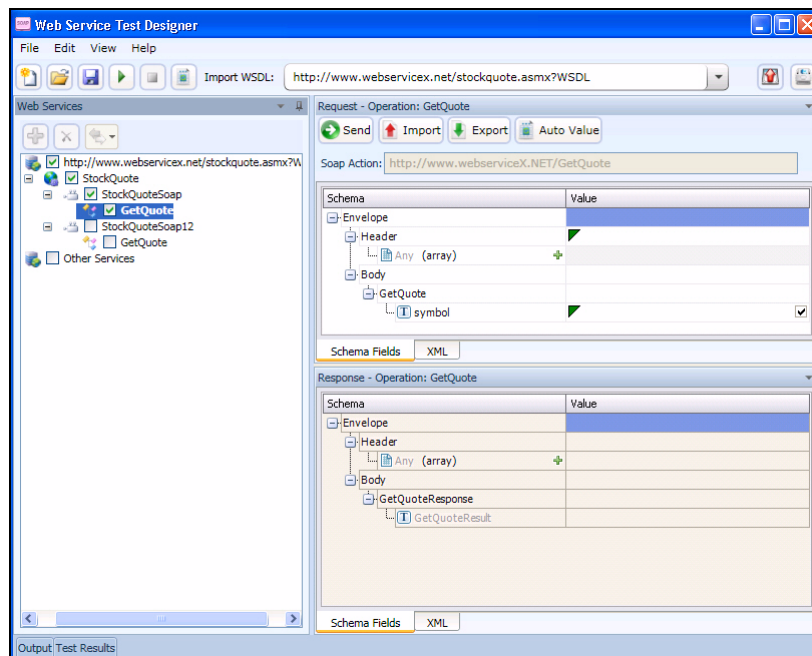 Web Service Test Designer
File Edit View Help
Import WSDL: http://www.webservicex.net/stockquote.asmx?WSDL
Web Services
http://www.webservicex.net/stockquote.asmx?W
StockQuote
StockQuoteSoap
GetQuote
StockQuoteSoap12
GetQuote
Other Services
Request - Operation: GetQuote
Send Import Export Auto Value
Soap Action: http://www.webserviceX.NET/GetQuote
Schema Value
Envelope
Header
Any (array)
Body
GetQuote
T symbol
Schema Fields XML
Response - Operation: GetQuote
Schema Value
Envelope
Header
Any (array)
Body
GetQuoteResponse
T GetQuoteResult
Schema Fields XML
Output Test Results